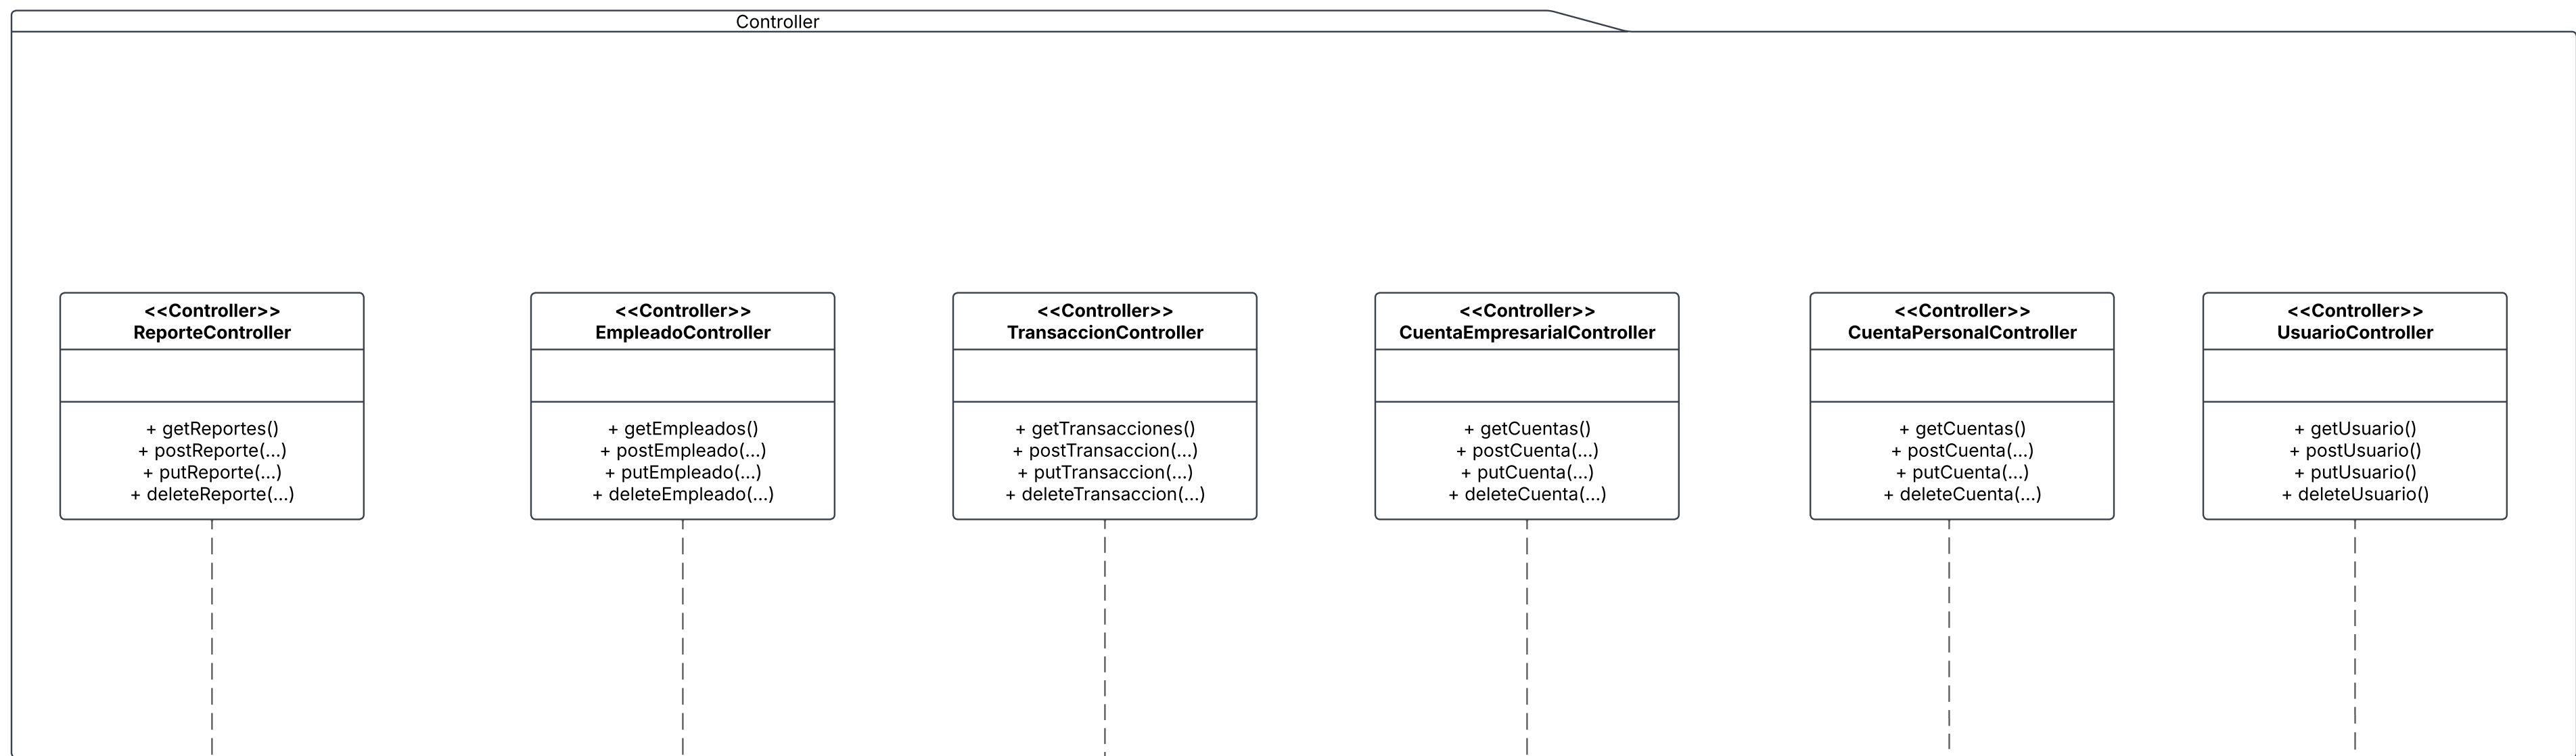 Controller
<<Controller>>
ReporteController
+ getReportes()
+ postReporte(...)
+ putReporte(...)
+ deleteReporte(...)
<<Controller>>
EmpleadoController
+ getEmpleados()
+ postEmpleado(...)
+ putEmpleado(...)
+ deleteEmpleado(...)
<<Controller>>
TransaccionController
+ getTransacciones()
+ postTransaccion(...)
+ putTransaccion(...)
+ deleteTransaccion(...)
<<Controller>>
CuentaEmpresarialController
+ getCuentas()
+ postCuenta(...)
+ putCuenta(...)
+ deleteCuenta(...)
<<Controller>>
CuentaPersonalController
+ getCuentas()
+ postCuenta(...)
+ putCuenta(...)
+ deleteCuenta(...)
<<Controller>>
UsuarioController
+ getUsuario()
+ postUsuario()
+ putUsuario()
+ deleteUsuario()